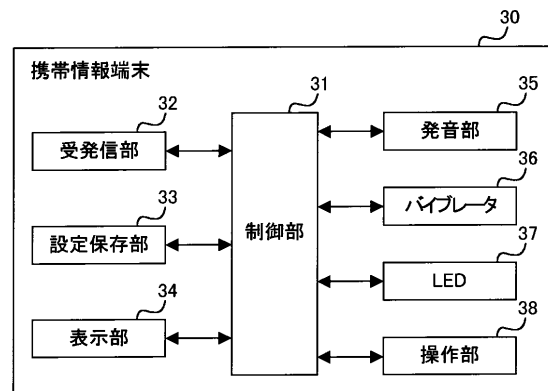 30
携帯情報端末
31
32
受発信部
33
設定保存部
34
表示部
制御部
35
発音部
36
バイブレータ
37
LED
38
操作部